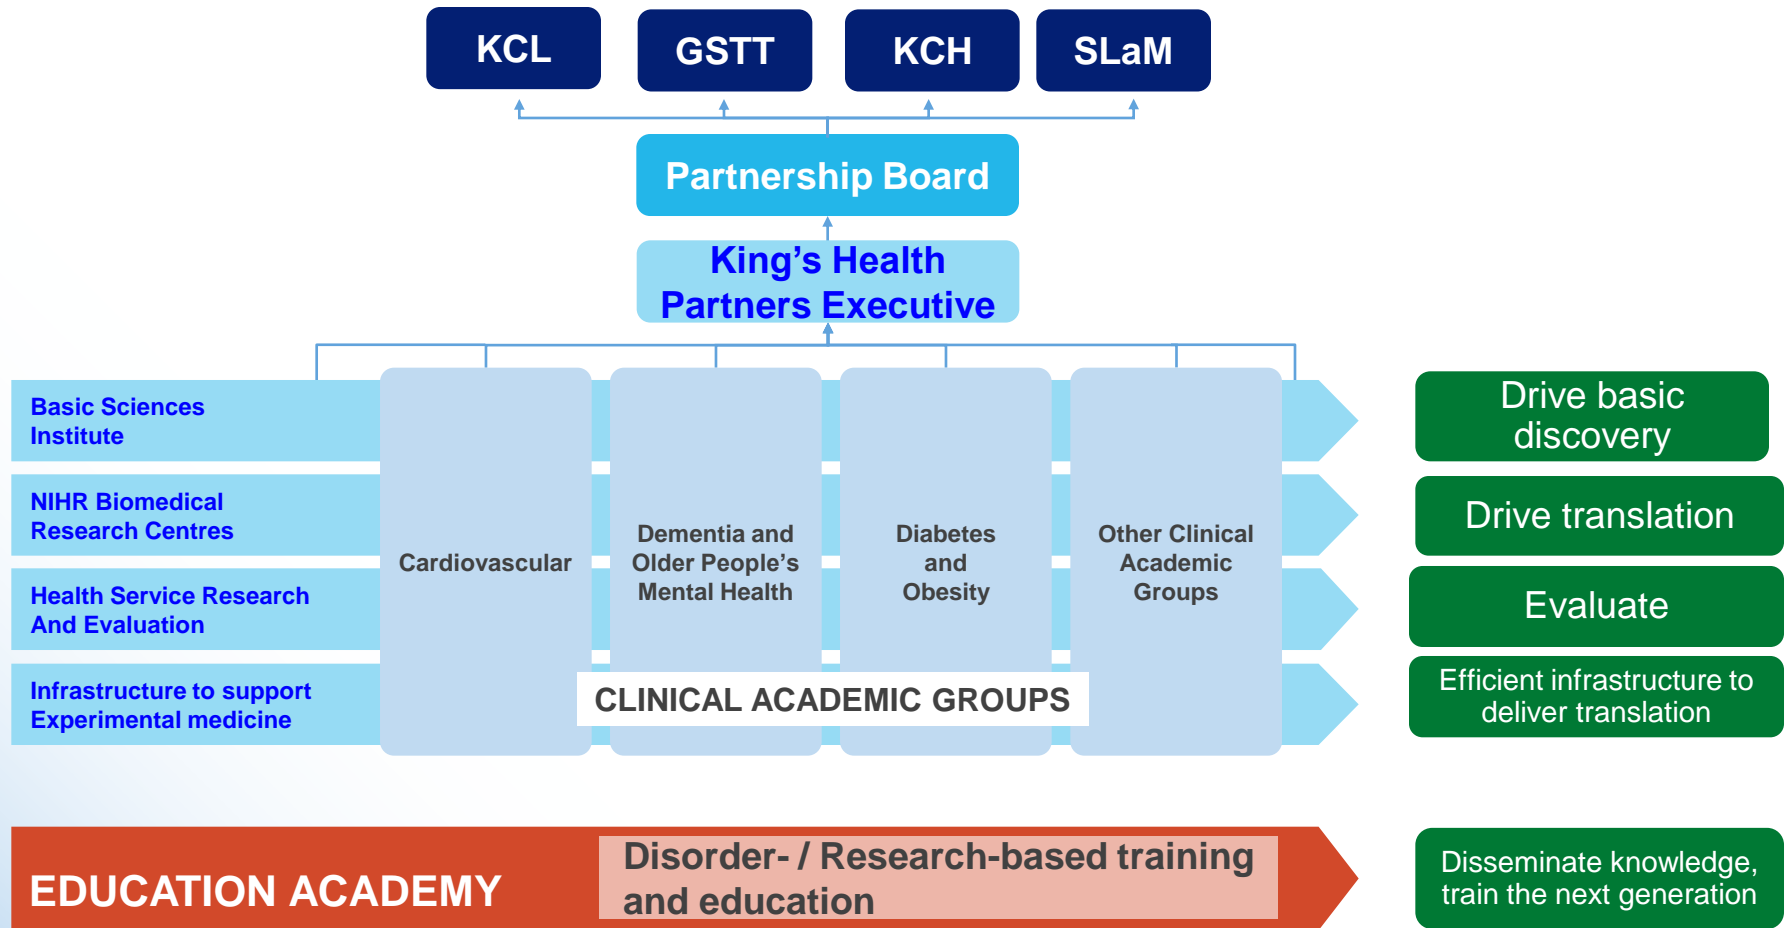 KCL
GSTT
KCH
SLaM
Partnership Board
King’s Health
Partners Executive
Basic Sciences
Institute
Drive basic
discovery
NIHR Biomedical
Research Centres
Drive translation
Cardiovascular
Dementia and
Older People’s
Mental Health
Diabetes
and
Obesity
Other Clinical
Academic
Groups
Health Service Research
And Evaluation
Evaluate
Infrastructure to support
Experimental medicine
CLINICAL ACADEMIC GROUPS
Efficient infrastructure to
deliver translation
EDUCATION ACADEMY
Disorder- / Research-based training
and education
Disseminate knowledge,
train the next generation